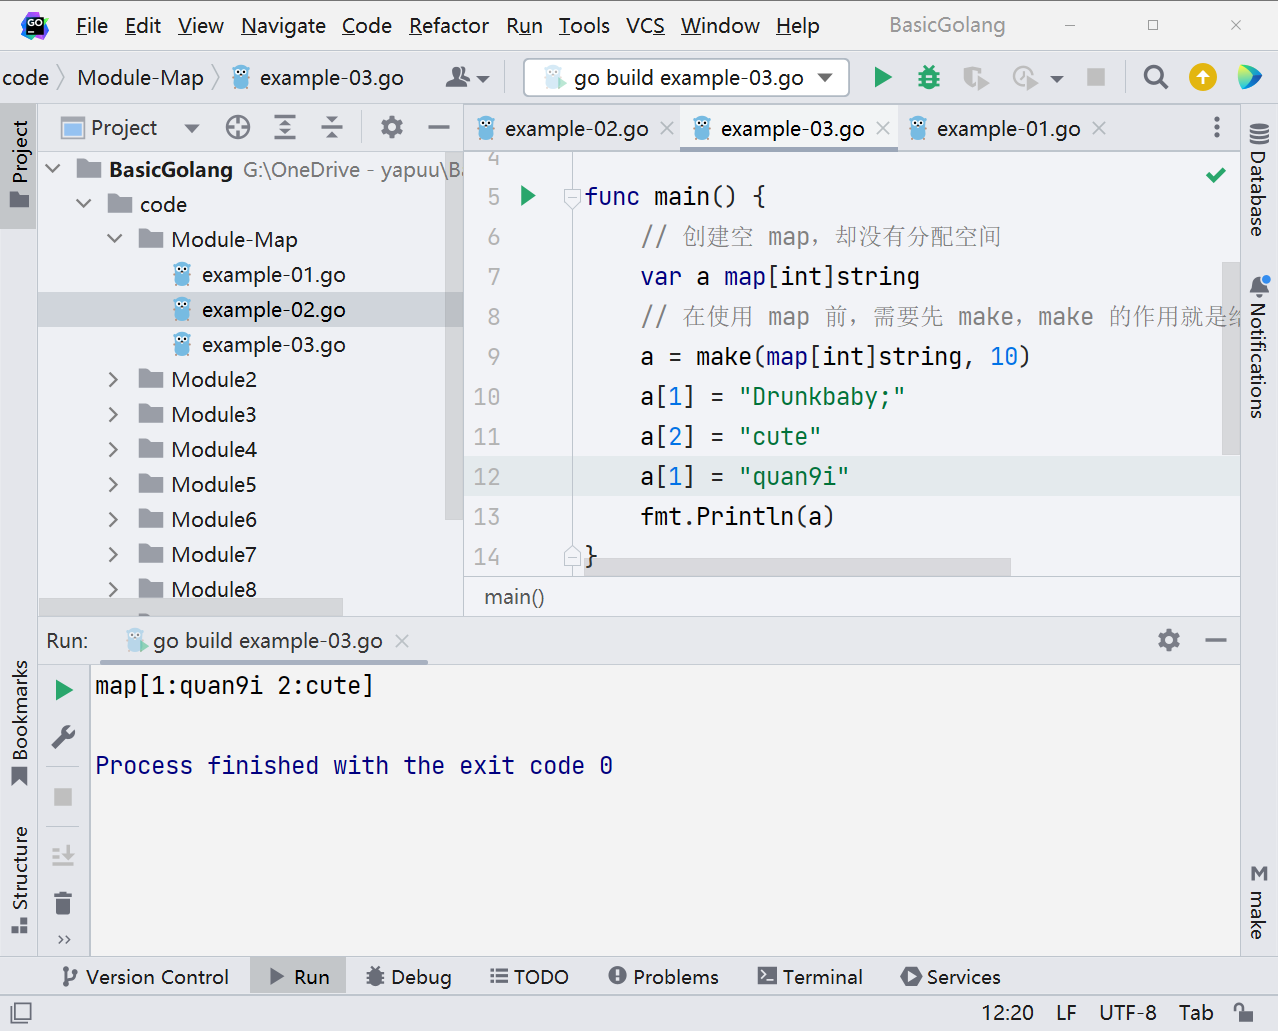 GO
File Edit View Navigate Code Refactor Run Tools VCS Window Help BasicGolang
code Module-Map example-03.go go build example-03.go
Project
Project
example-02.go example-03.go example-01.go
BasicGolang G:\OneDrive - yapuu\Ba
code
Module-Map
example-01.go
example-02.go
example-03.go
Module2
Module3
Module4
Module5
Module6
Module7
Module8
4
5 func main() {
6 // 创建空 map，却没有分配空间
7 var a map[int]string
8 // 在使用 map 前，需要先 make，make 的作用就是给
9 a = make(map[int]string, 10)
10 a[1] = "Drunkbaby;"
11 a[2] = "cute"
12 a[1] = "quan9i"
13 fmt.Println(a)
14 }
main()
Database
Notifications
make
Run: go build example-03.go
map[1:quan9i 2:cute]
Process finished with the exit code 0
Bookmarks
Structure
Version Control Run Debug TODO Problems Terminal Services
12:20 LF UTF-8 Tab